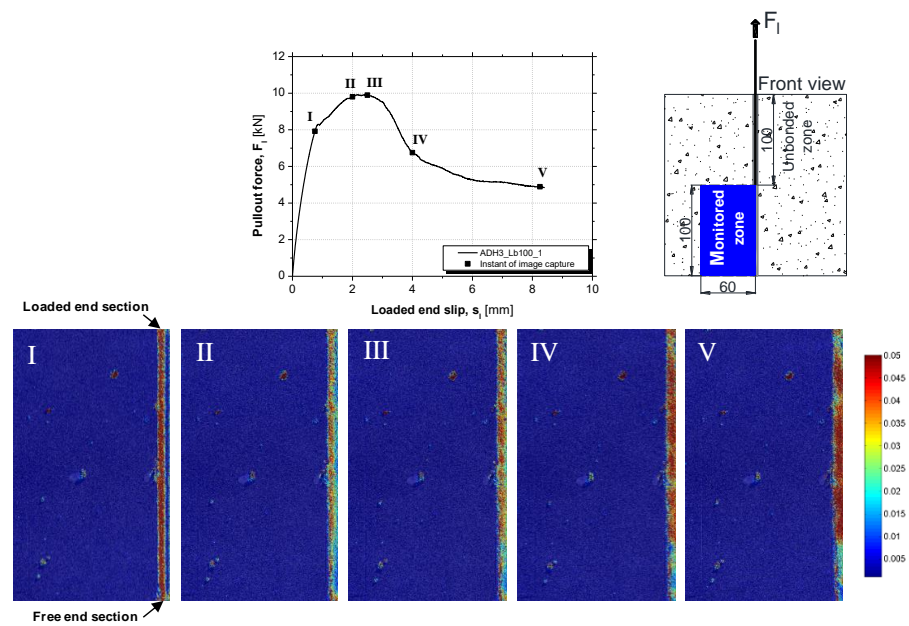 12
10
8
6
4
2
0
0
2
4
6
8
10
Pullout force, Fl [kN]
Loaded end slip, sl [mm]
I
II
III
IV
V
ADH3_Lb100_1
Instant of image capture
Fl
Front view
100
Unbonded
zone
100
Monitored
zone
60
Loaded end section
I
II
III
IV
V
Free end section
0.05
0.045
0.04
0.035
0.03
0.025
0.02
0.015
0.01
0.005